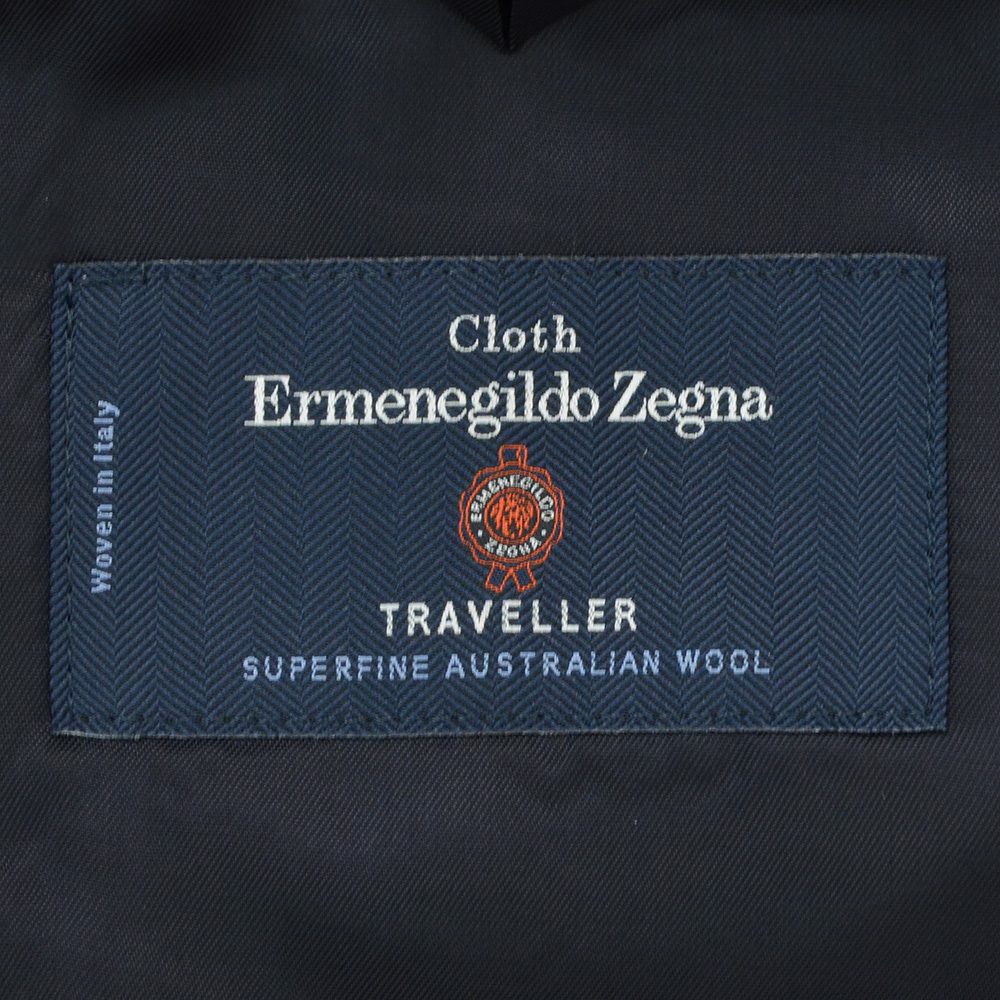 Cloth
Ermenegildo Zegna
ERMENEGILDO
ZEGNA
TRAVELLER
SUPERFINE AUSTRALIAN WOOL
Woven in Italy